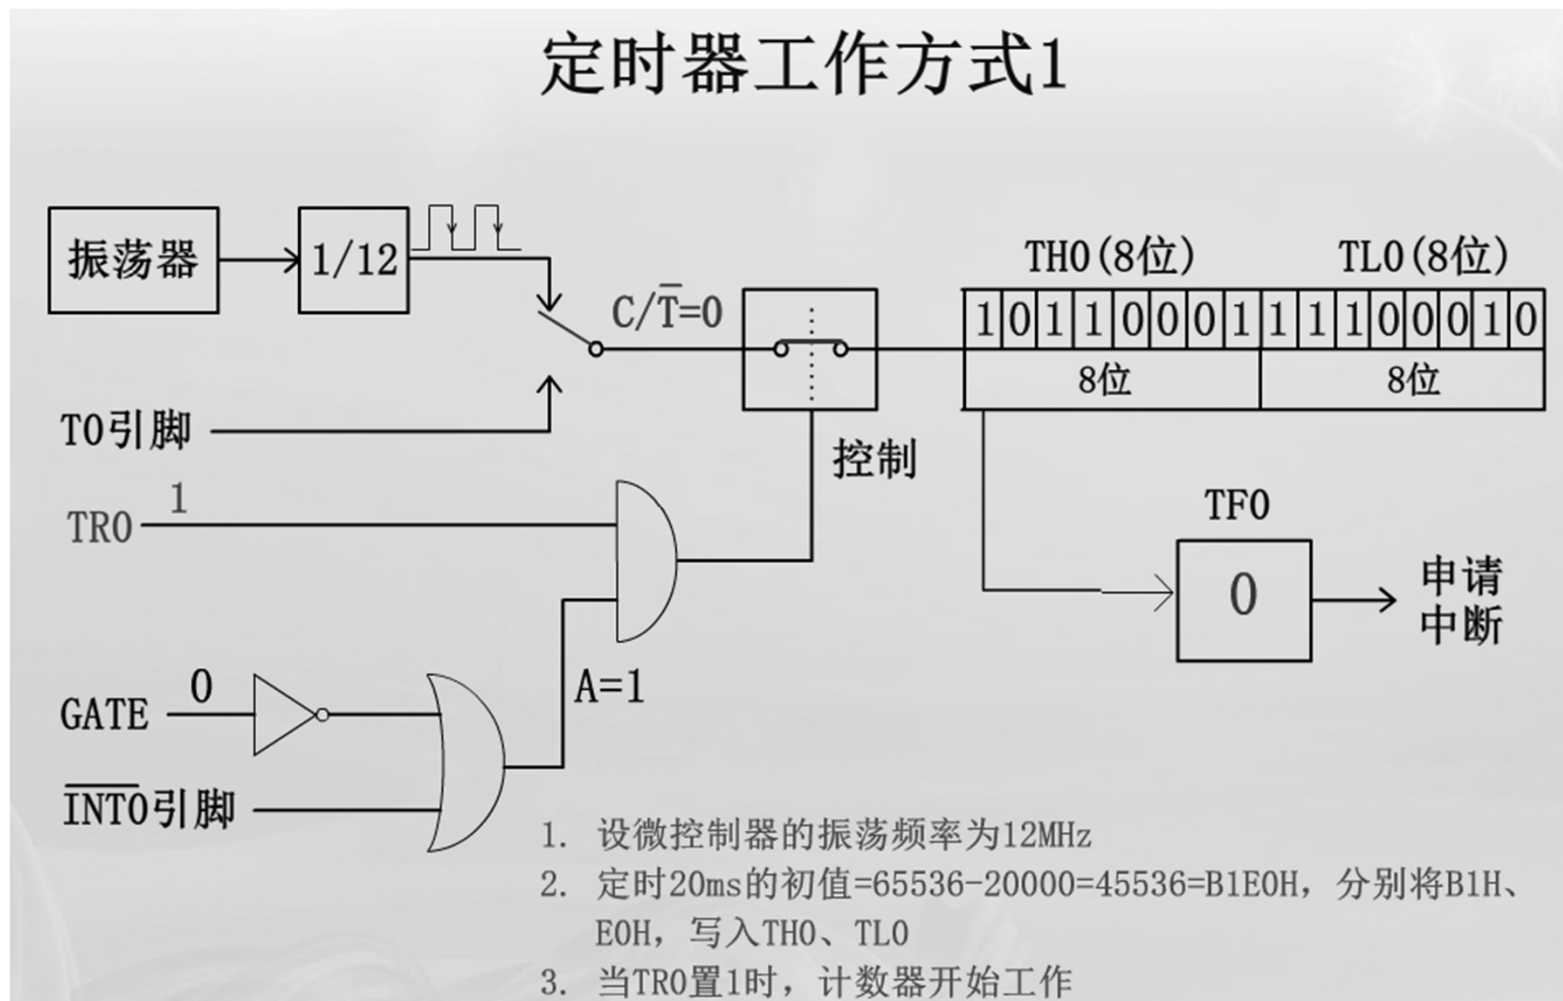 定时器工作方式1
振荡器
1/12
C/T̅=0
TH0(8位)
TL0(8位)
1 0 1 1 0 0 0 1 1 1 1 0 0 0 1 0
8位
8位
T0引脚
控制
TR0
1
TF0
0
申请
中断
GATE
0
A=1
I̅N̅T̅0̅引脚
1. 设微控制器的振荡频率为12MHz
2. 定时20ms的初值=65536-20000=45536=B1E0H, 分别将B1H、
E0H, 写入TH0、TL0
3. 当TR0置1时, 计数器开始工作